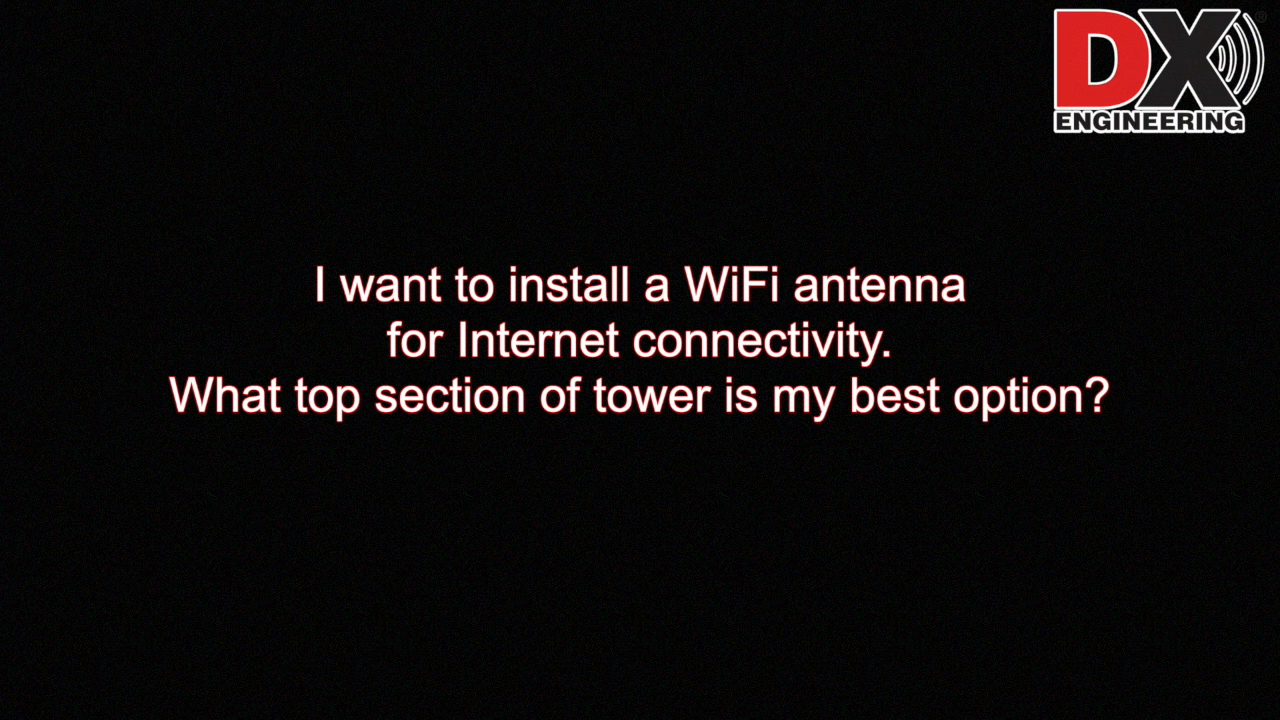 DX
ENGINEERING
I want to install a WiFi antenna
for Internet connectivity.
What top section of tower is my best option?